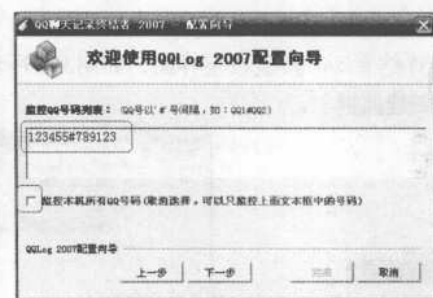 QQ聊天记录终结者 2007 - 配置向导
欢迎使用QQLog 2007配置向导
监控QQ号码列表： (QQ号以'#'号间隔，如：QQ1#QQ2)
123455#789123
监控本机所有QQ号码(取消选择，可以只监控上面文本框中的号码)
QQLog 2007配置向导
上一步
下一步
完成
取消